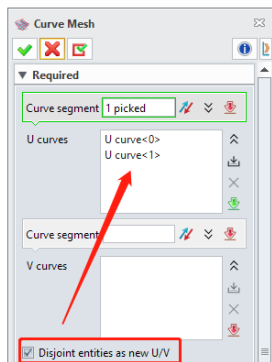 Curve Mesh
Required
Curve segment 1 picked
U curves
U curve<0>
U curve<1>
Curve segment
V curves
Disjoint entities as new U/V